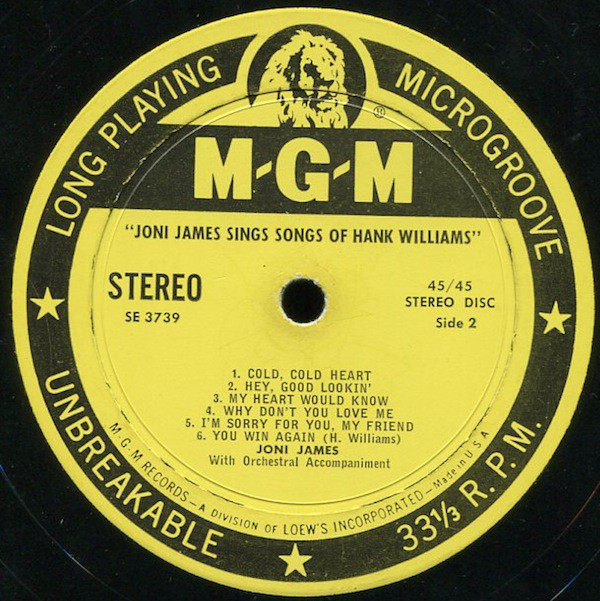 LONG PLAYING
MICROGROOVE
®
M-G-M
"JONI JAMES SINGS SONGS OF HANK WILLIAMS"
STEREO
SE 3739
45/45
STEREO DISC
Side 2
1. COLD, COLD HEART
2. HEY, GOOD LOOKIN'
3. MY HEART WOULD KNOW
4. WHY DON'T YOU LOVE ME
5. I'M SORRY FOR YOU, MY FRIEND
6. YOU WIN AGAIN (H. Williams)
JONI JAMES
With Orchestral Accompaniment
M-G-M RECORDS – A DIVISION OF LOEW'S INCORPORATED – Made in U S A
UNBREAKABLE
33⅓ R.P.M.